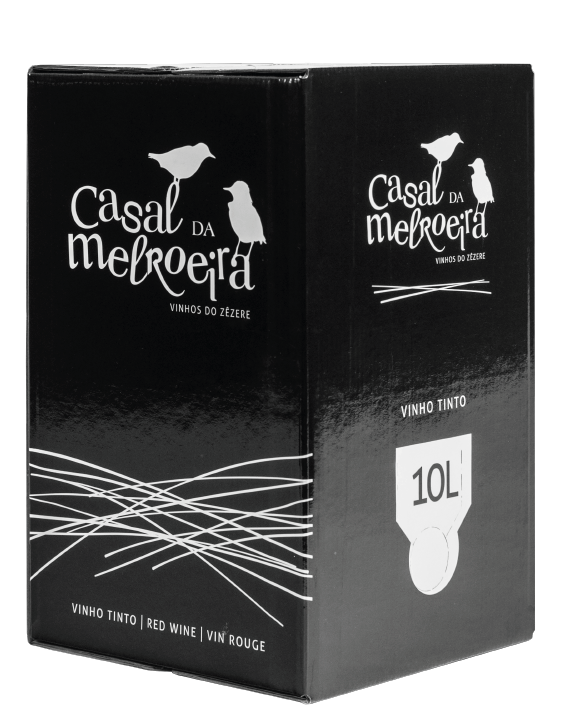 Casal DA
melroeira
VINHOS DO ZÊZERE
VINHO TINTO | RED WINE | VIN ROUGE
Casal DA
melroeira
VINHOS DO ZÊZERE
VINHO TINTO
10L